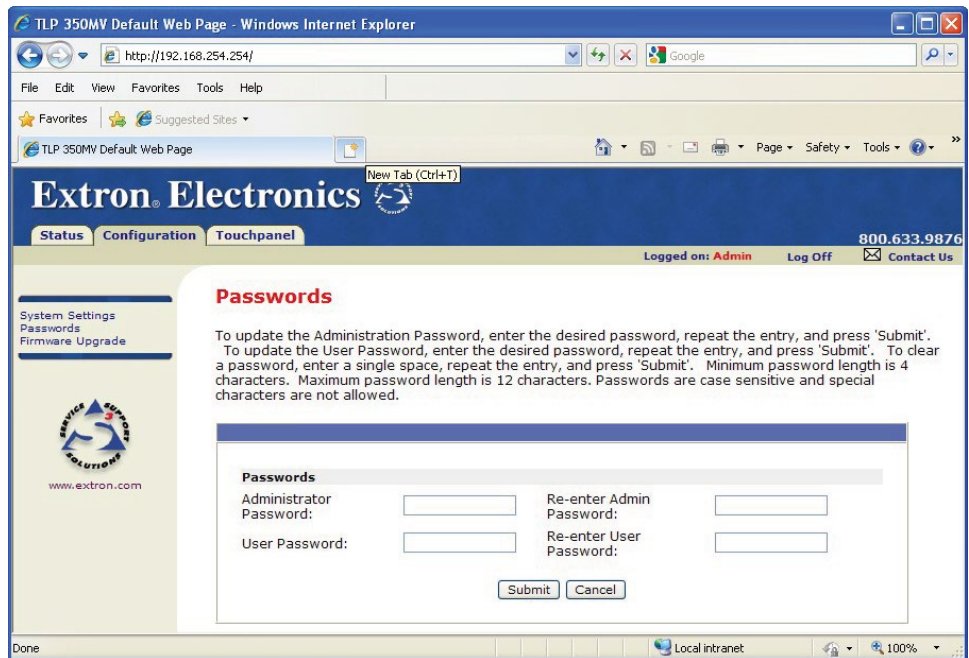 TLP 350MV Default Web Page - Windows Internet Explorer
http://192.168.254.254/
Google
File Edit View Favorites Tools Help
Favorites Suggested Sites
TLP 350MV Default Web Page
Page Safety Tools »
New Tab (Ctrl+T)
Extron® Electronics
Status Configuration Touchpanel
800.633.9876
Logged on: Admin Log Off Contact Us
System Settings
Passwords
Firmware Upgrade
SERVICE SUPPORT SOLUTIONS
3
www.extron.com
Passwords
To update the Administration Password, enter the desired password, repeat the entry, and press 'Submit'.
To update the User Password, enter the desired password, repeat the entry, and press 'Submit'. To clear
a password, enter a single space, repeat the entry, and press 'Submit'. Minimum password length is 4
characters. Maximum password length is 12 characters. Passwords are case sensitive and special
characters are not allowed.
Passwords
Administrator
Password:
Re-enter Admin
Password:
User Password:
Re-enter User
Password:
Submit Cancel
Done
Local intranet
100%